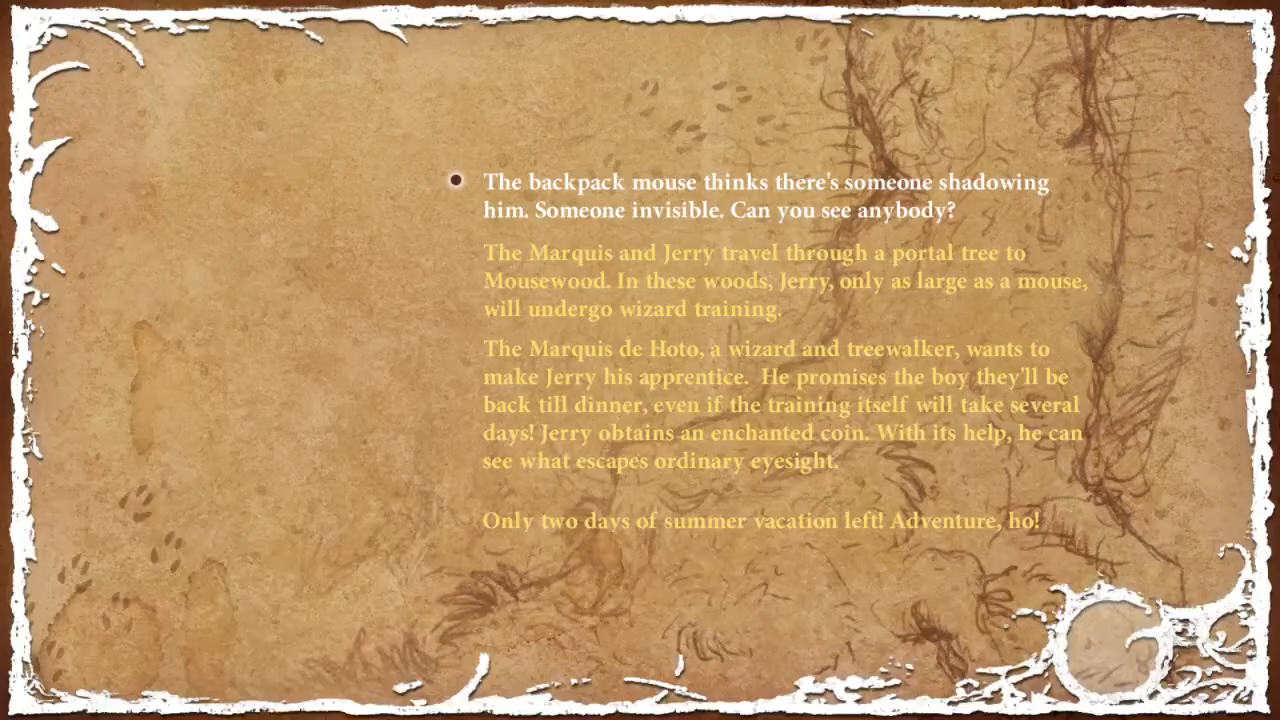 The backpack mouse thinks there's someone shadowing
him. Someone invisible. Can you see anybody?
The Marquis and Jerry travel through a portal tree to
Mousewood. In these woods, Jerry, only as large as a mouse,
will undergo wizard training.
The Marquis de Hoto, a wizard and treewalker, wants to
make Jerry his apprentice.  He promises the boy they'll be
back till dinner, even if the training itself will take several
days! Jerry obtains an enchanted coin. With its help, he can
see what escapes ordinary eyesight.
Only two days of summer vacation left! Adventure, ho!